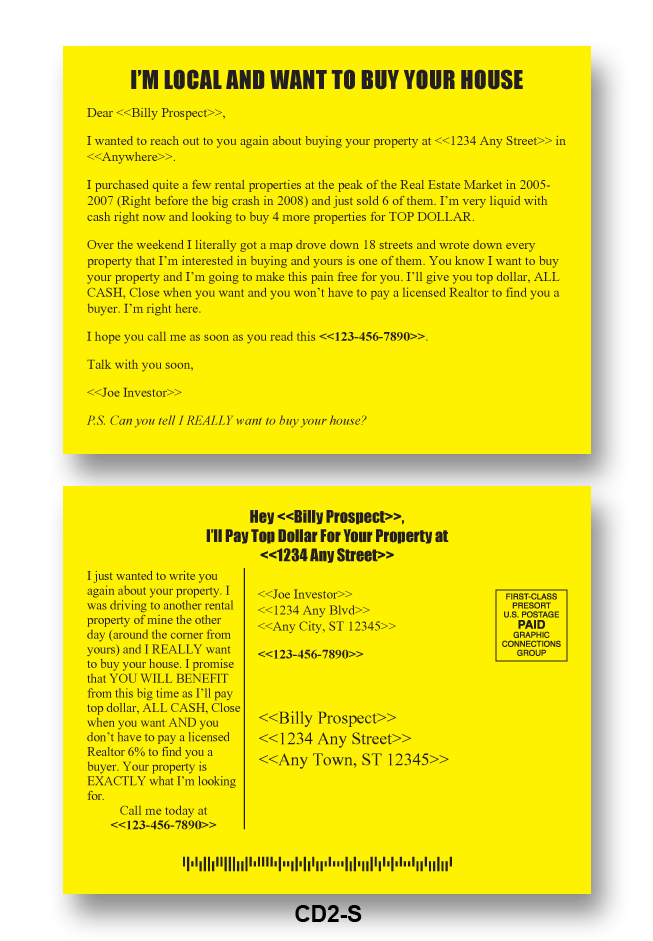 I'M LOCAL AND WANT TO BUY YOUR HOUSE
Dear <<Billy Prospect>>,
I wanted to reach out to you again about buying your property at <<1234 Any Street>> in
<<Anywhere>>.
I purchased quite a few rental properties at the peak of the Real Estate Market in 2005-
2007 (Right before the big crash in 2008) and just sold 6 of them. I'm very liquid with
cash right now and looking to buy 4 more properties for TOP DOLLAR.
Over the weekend I literally got a map drove down 18 streets and wrote down every
property that I'm interested in buying and yours is one of them. You know I want to buy
your property and I'm going to make this pain free for you. I'll give you top dollar, ALL
CASH, Close when you want and you won't have to pay a licensed Realtor to find you a
buyer. I'm right here.
I hope you call me as soon as you read this <<123-456-7890>>.
Talk with you soon,
<<Joe Investor>>
P.S. Can you tell I REALLY want to buy your house?
Hey <<Billy Prospect>>,
I'll Pay Top Dollar For Your Property at
<<1234 Any Street>>
I just wanted to write you
again about your property. I
was driving to another rental
property of mine the other
day (around the corner from
yours) and I REALLY want
to buy your house. I promise
that YOU WILL BENEFIT
from this big time as I'll pay
top dollar, ALL CASH, Close
when you want AND you
don't have to pay a licensed
Realtor 6% to find you a
buyer. Your property is
EXACTLY what I'm looking
for.
Call me today at
<<123-456-7890>>
<<Joe Investor>>
<<1234 Any Blvd>>
<<Any City, ST 12345>>
<<123-456-7890>>
FIRST-CLASS
PRESORT
U.S. POSTAGE
PAID
GRAPHIC
CONNECTIONS
GROUP
<<Billy Prospect>>
<<1234 Any Street>>
<<Any Town, ST 12345>>
CD2-S